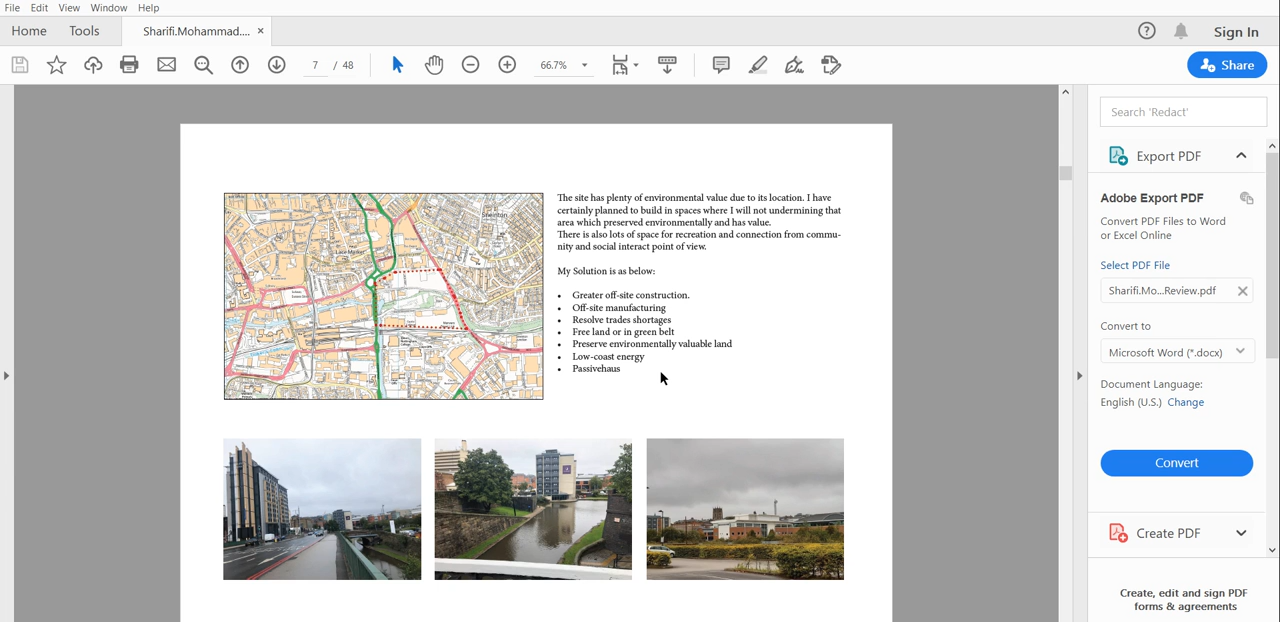 File Edit View Window Help
Home Tools Sharifi.Mohammad.... × Sign In
7 / 48 66.7% Share
The site has plenty of environmental value due to its location. I have
certainly planned to build in spaces where I will not undermining that
area which preserved environmentally and has value.
There is also lots of space for recreation and connection from commu-
nity and social interact point of view.
My Solution is as below:
• Greater off-site construction.
• Off-site manufacturing
• Resolve trades shortages
• Free land or in green belt
• Preserve environmentally valuable land
• Low-coast energy
• Passivehaus
Sneinton
Lace Market
Search 'Redact'
Export PDF
Adobe Export PDF
Convert PDF Files to Word
or Excel Online
Select PDF File
Sharifi.Mo...Review.pdf
Convert to
Microsoft Word (*.docx)
Document Language:
English (U.S.) Change
Convert
Create PDF
Create, edit and sign PDF
forms & agreements